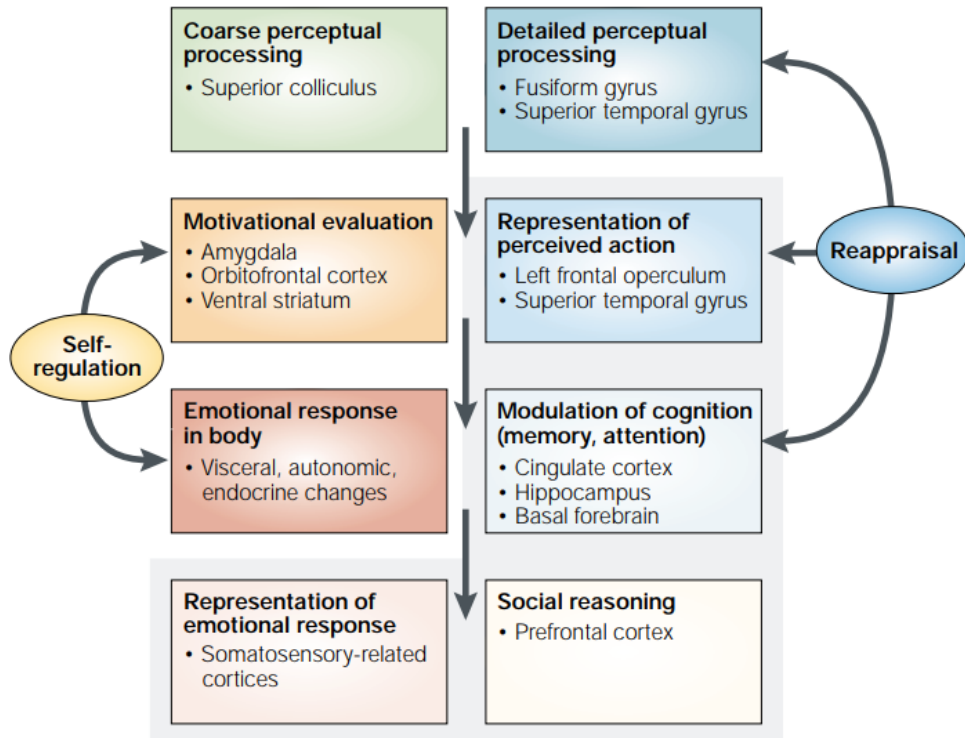 Coarse perceptual
processing
• Superior colliculus
Detailed perceptual
processing
• Fusiform gyrus
• Superior temporal gyrus
Motivational evaluation
• Amygdala
• Orbitofrontal cortex
• Ventral striatum
Representation of
perceived action
• Left frontal operculum
• Superior temporal gyrus
Reappraisal
Self-
regulation
Emotional response
in body
• Visceral, autonomic,
endocrine changes
Modulation of cognition
(memory, attention)
• Cingulate cortex
• Hippocampus
• Basal forebrain
Representation of
emotional response
• Somatosensory-related
cortices
Social reasoning
• Prefrontal cortex